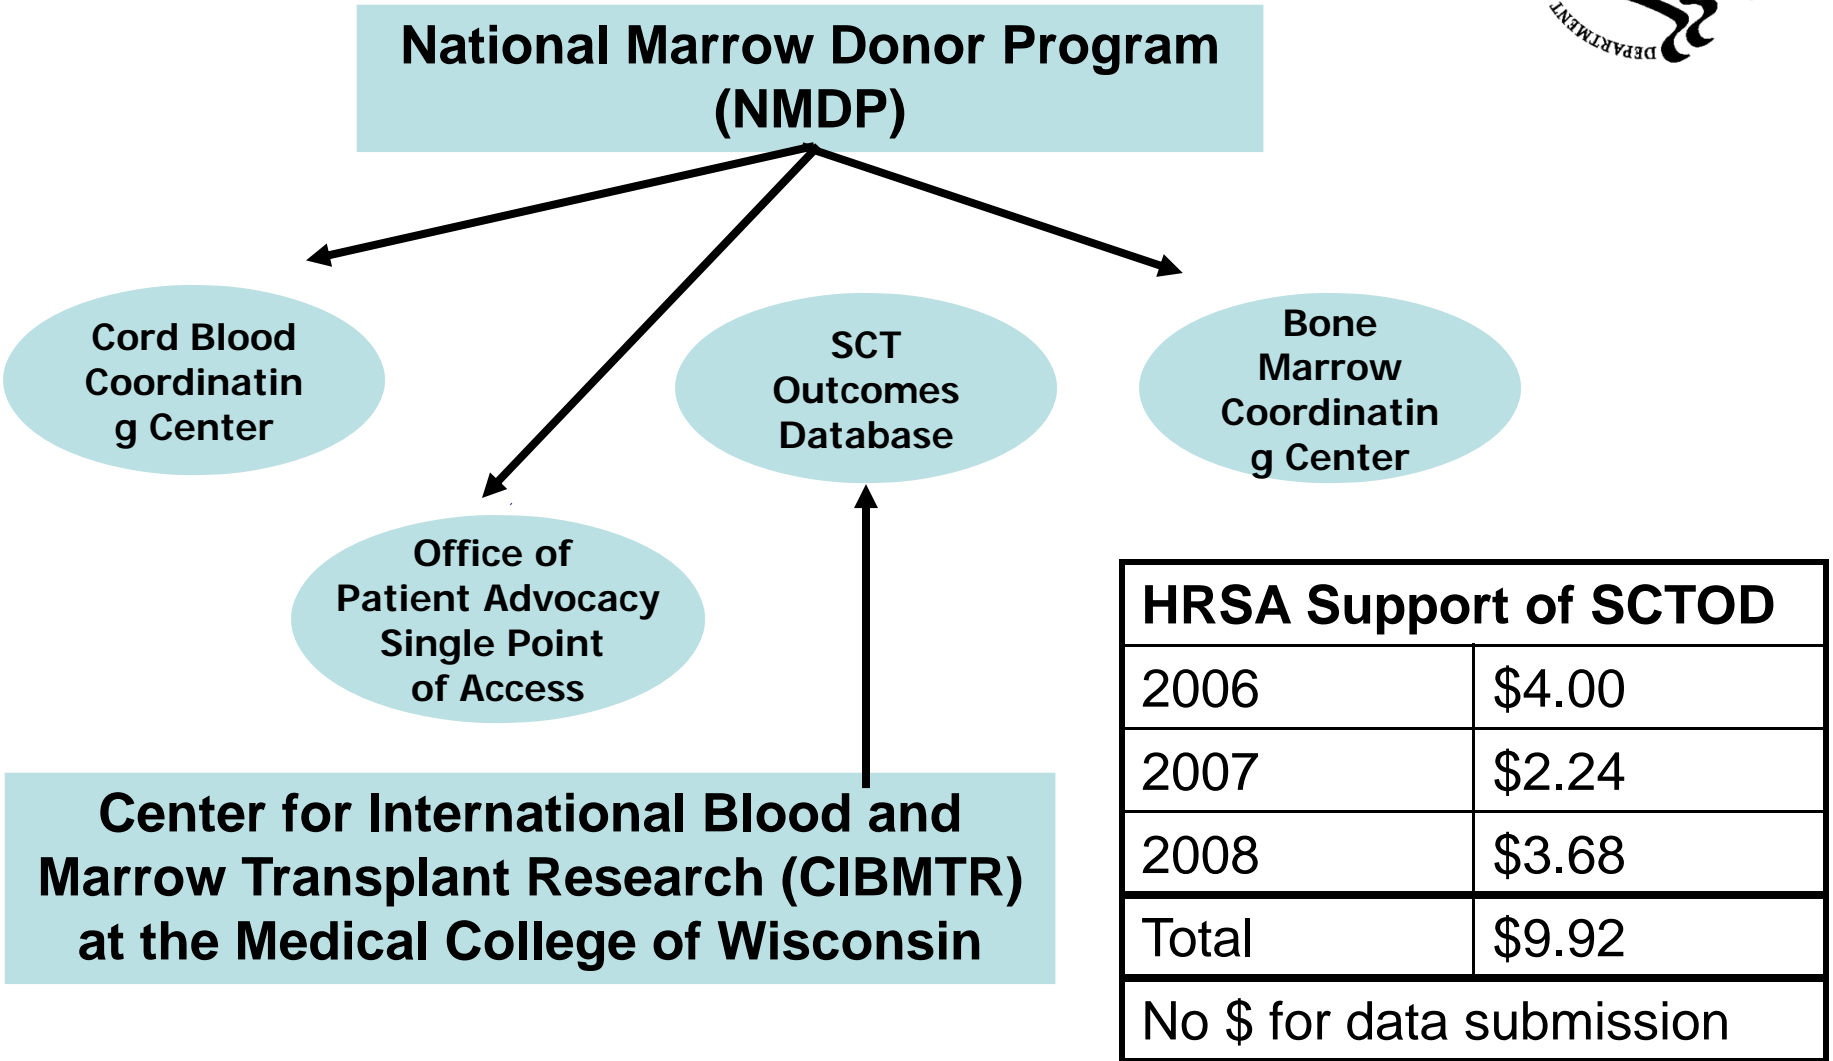 National Marrow Donor Program
(NMDP)
DEPARTMENT
Cord Blood
Coordinatin
g Center
SCT
Outcomes
Database
Bone
Marrow
Coordinatin
g Center
Office of
Patient Advocacy
Single Point
of Access
Center for International Blood and
Marrow Transplant Research (CIBMTR)
at the Medical College of Wisconsin
HRSA Support of SCTOD
2006 $4.00
2007 $2.24
2008 $3.68
Total $9.92
No $ for data submission